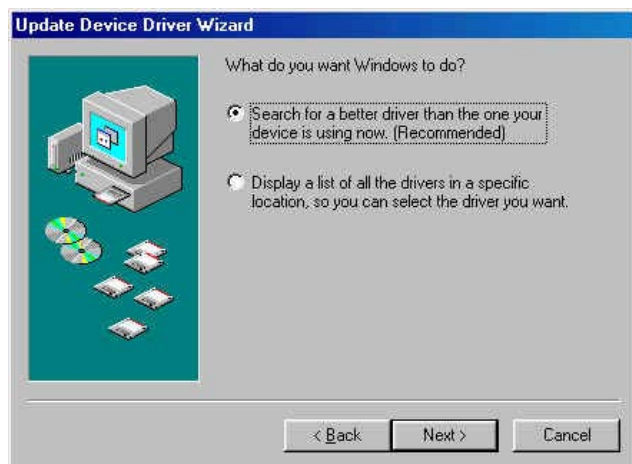 Update Device Driver Wizard
What do you want Windows to do?
Search for a better driver than the one your
device is using now. (Recommended)
Display a list of all the drivers in a specific
location, so you can select the driver you want.
< Back
Next >
Cancel